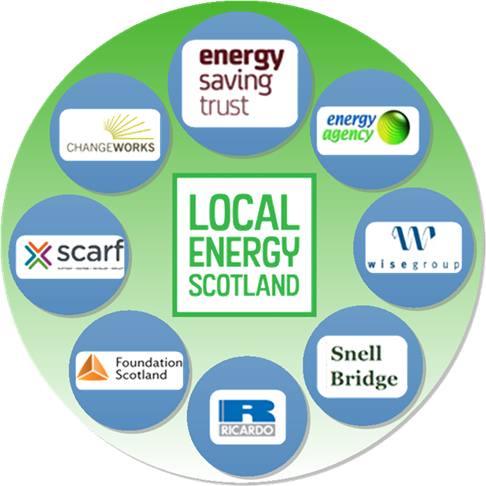 energy
saving
trust
energy
agency
wisegroup
Snell
Bridge
RICARDO
Foundation
Scotland
scarf
CHANGEWORKS
LOCAL
ENERGY
SCOTLAND